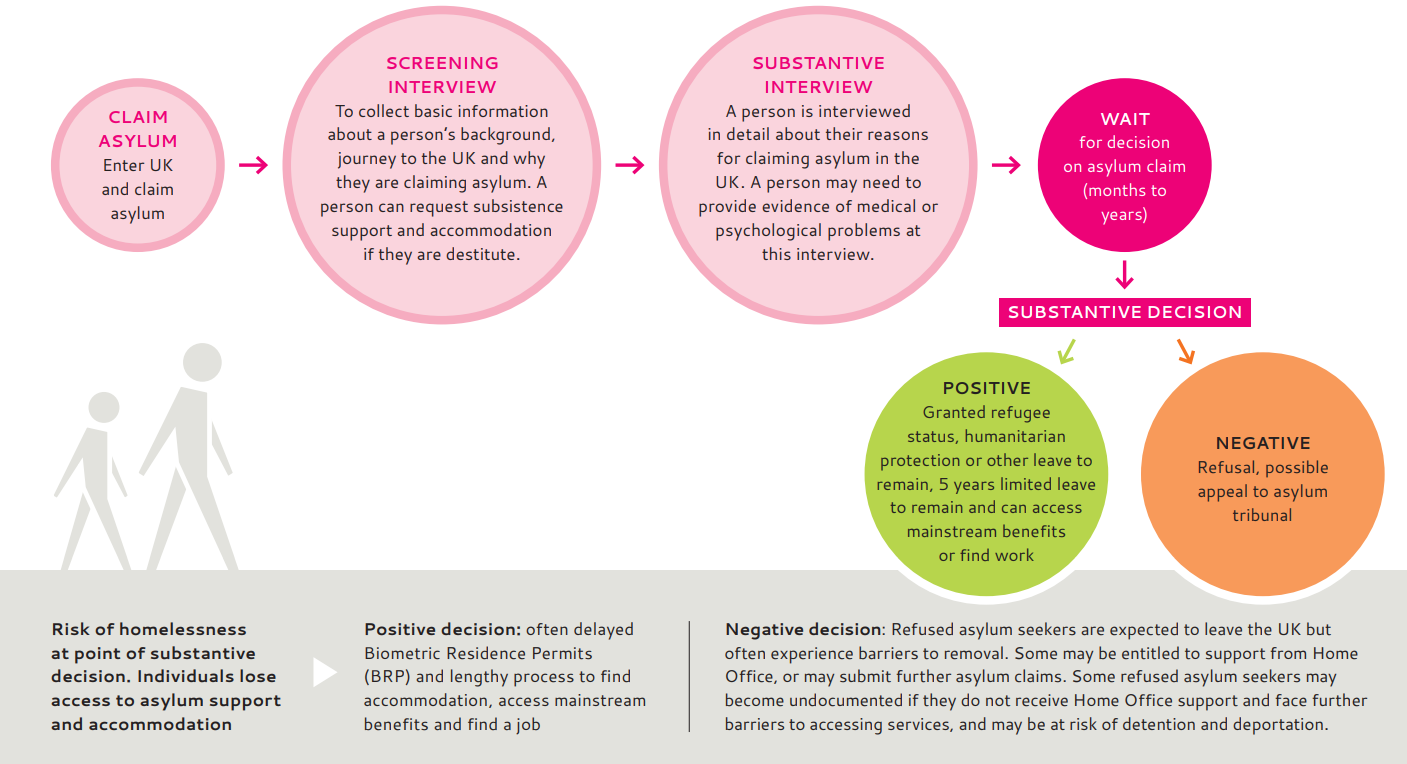 CLAIM
ASYLUM
Enter UK
and claim
asylum
SCREENING
INTERVIEW
To collect basic information
about a person’s background,
journey to the UK and why
they are claiming asylum. A
person can request subsistence
support and accommodation
if they are destitute.
SUBSTANTIVE
INTERVIEW
A person is interviewed
in detail about their reasons
for claiming asylum in the
UK. A person may need to
provide evidence of medical or
psychological problems at
this interview.
WAIT
for decision
on asylum claim
(months to
years)
SUBSTANTIVE DECISION
POSITIVE
Granted refugee
status, humanitarian
protection or other leave to
remain, 5 years limited leave
to remain and can access
mainstream benefits
or find work
NEGATIVE
Refusal, possible
appeal to asylum
tribunal
Risk of homelessness
at point of substantive
decision. Individuals lose
access to asylum support
and accommodation
Positive decision: often delayed
Biometric Residence Permits
(BRP) and lengthy process to find
accommodation, access mainstream
benefits and find a job
Negative decision: Refused asylum seekers are expected to leave the UK but
often experience barriers to removal. Some may be entitled to support from Home
Office, or may submit further asylum claims. Some refused asylum seekers may
become undocumented if they do not receive Home Office support and face further
barriers to accessing services, and may be at risk of detention and deportation.